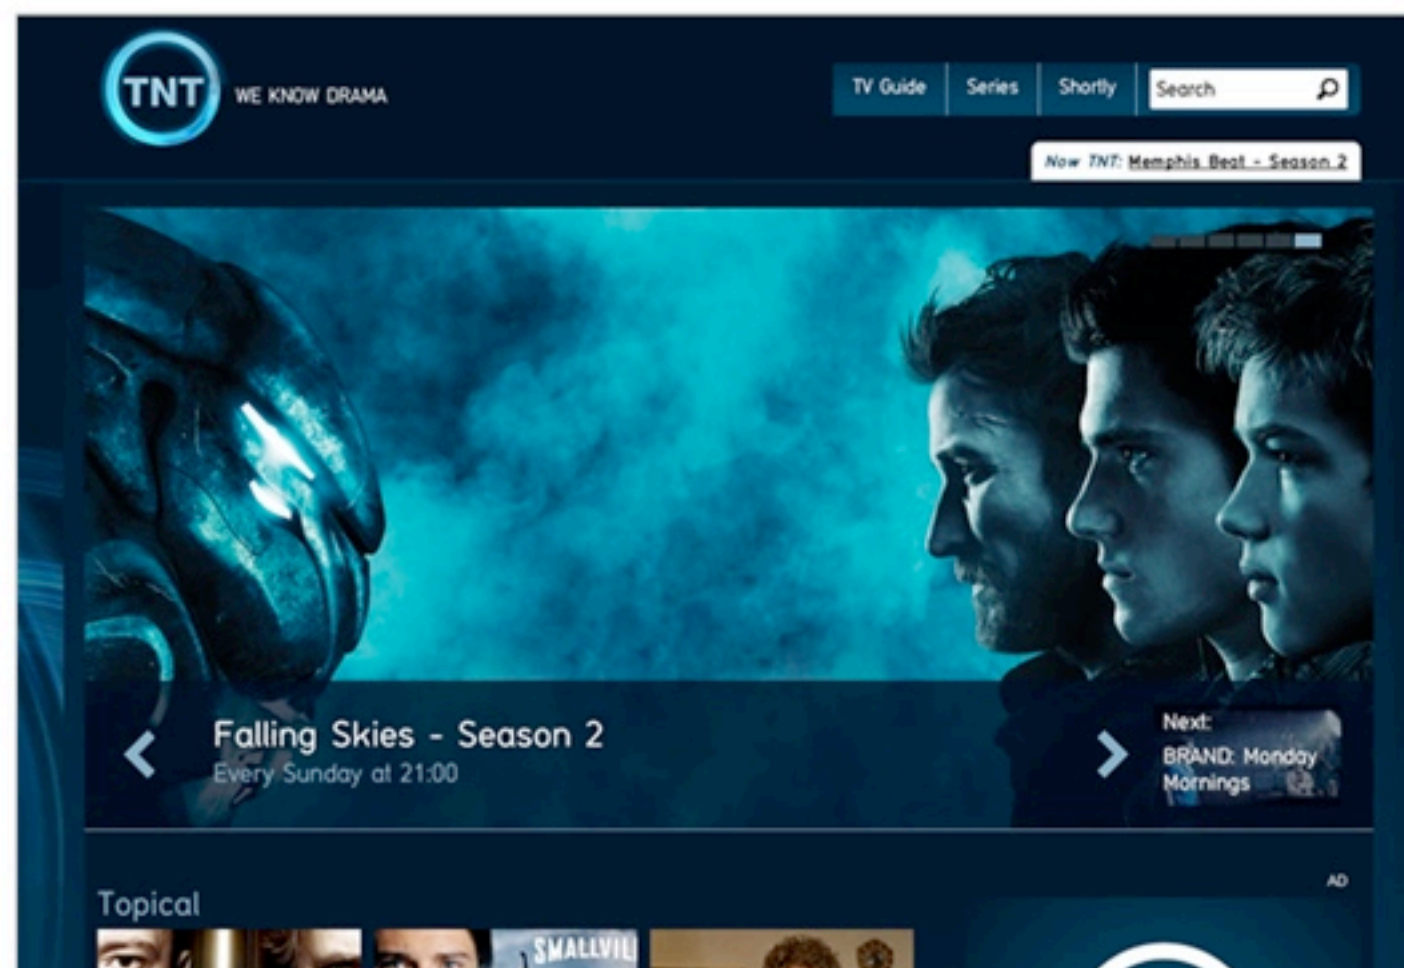 TNT
WE KNOW DRAMA
TV Guide
Series
Shortly
Search
Now TNT: Memphis Beat - Season 2
Falling Skies - Season 2
Every Sunday at 21:00
Next:
BRAND: Monday
Mornings
AD
Topical
SMALLVILL